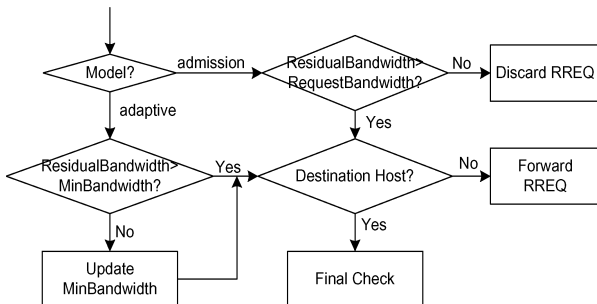 Model?
admission
ResidualBandwidth>
RequestBandwidth?
No
Discard RREQ
adaptive
Yes
ResidualBandwidth>
MinBandwidth?
Yes
Destination Host?
No
Forward
RREQ
No
Yes
Update
MinBandwidth
Final Check